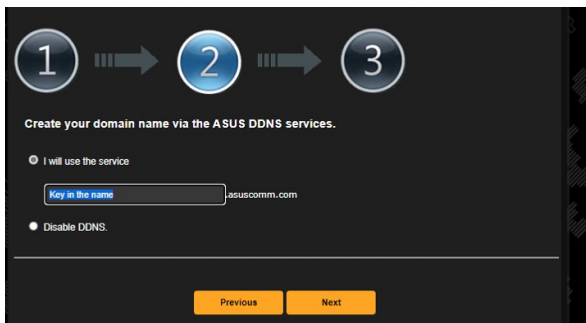 1 2 3
Create your domain name via the ASUS DDNS services.
I will use the service
Key in the name .asuscomm.com
Disable DDNS.
Previous Next